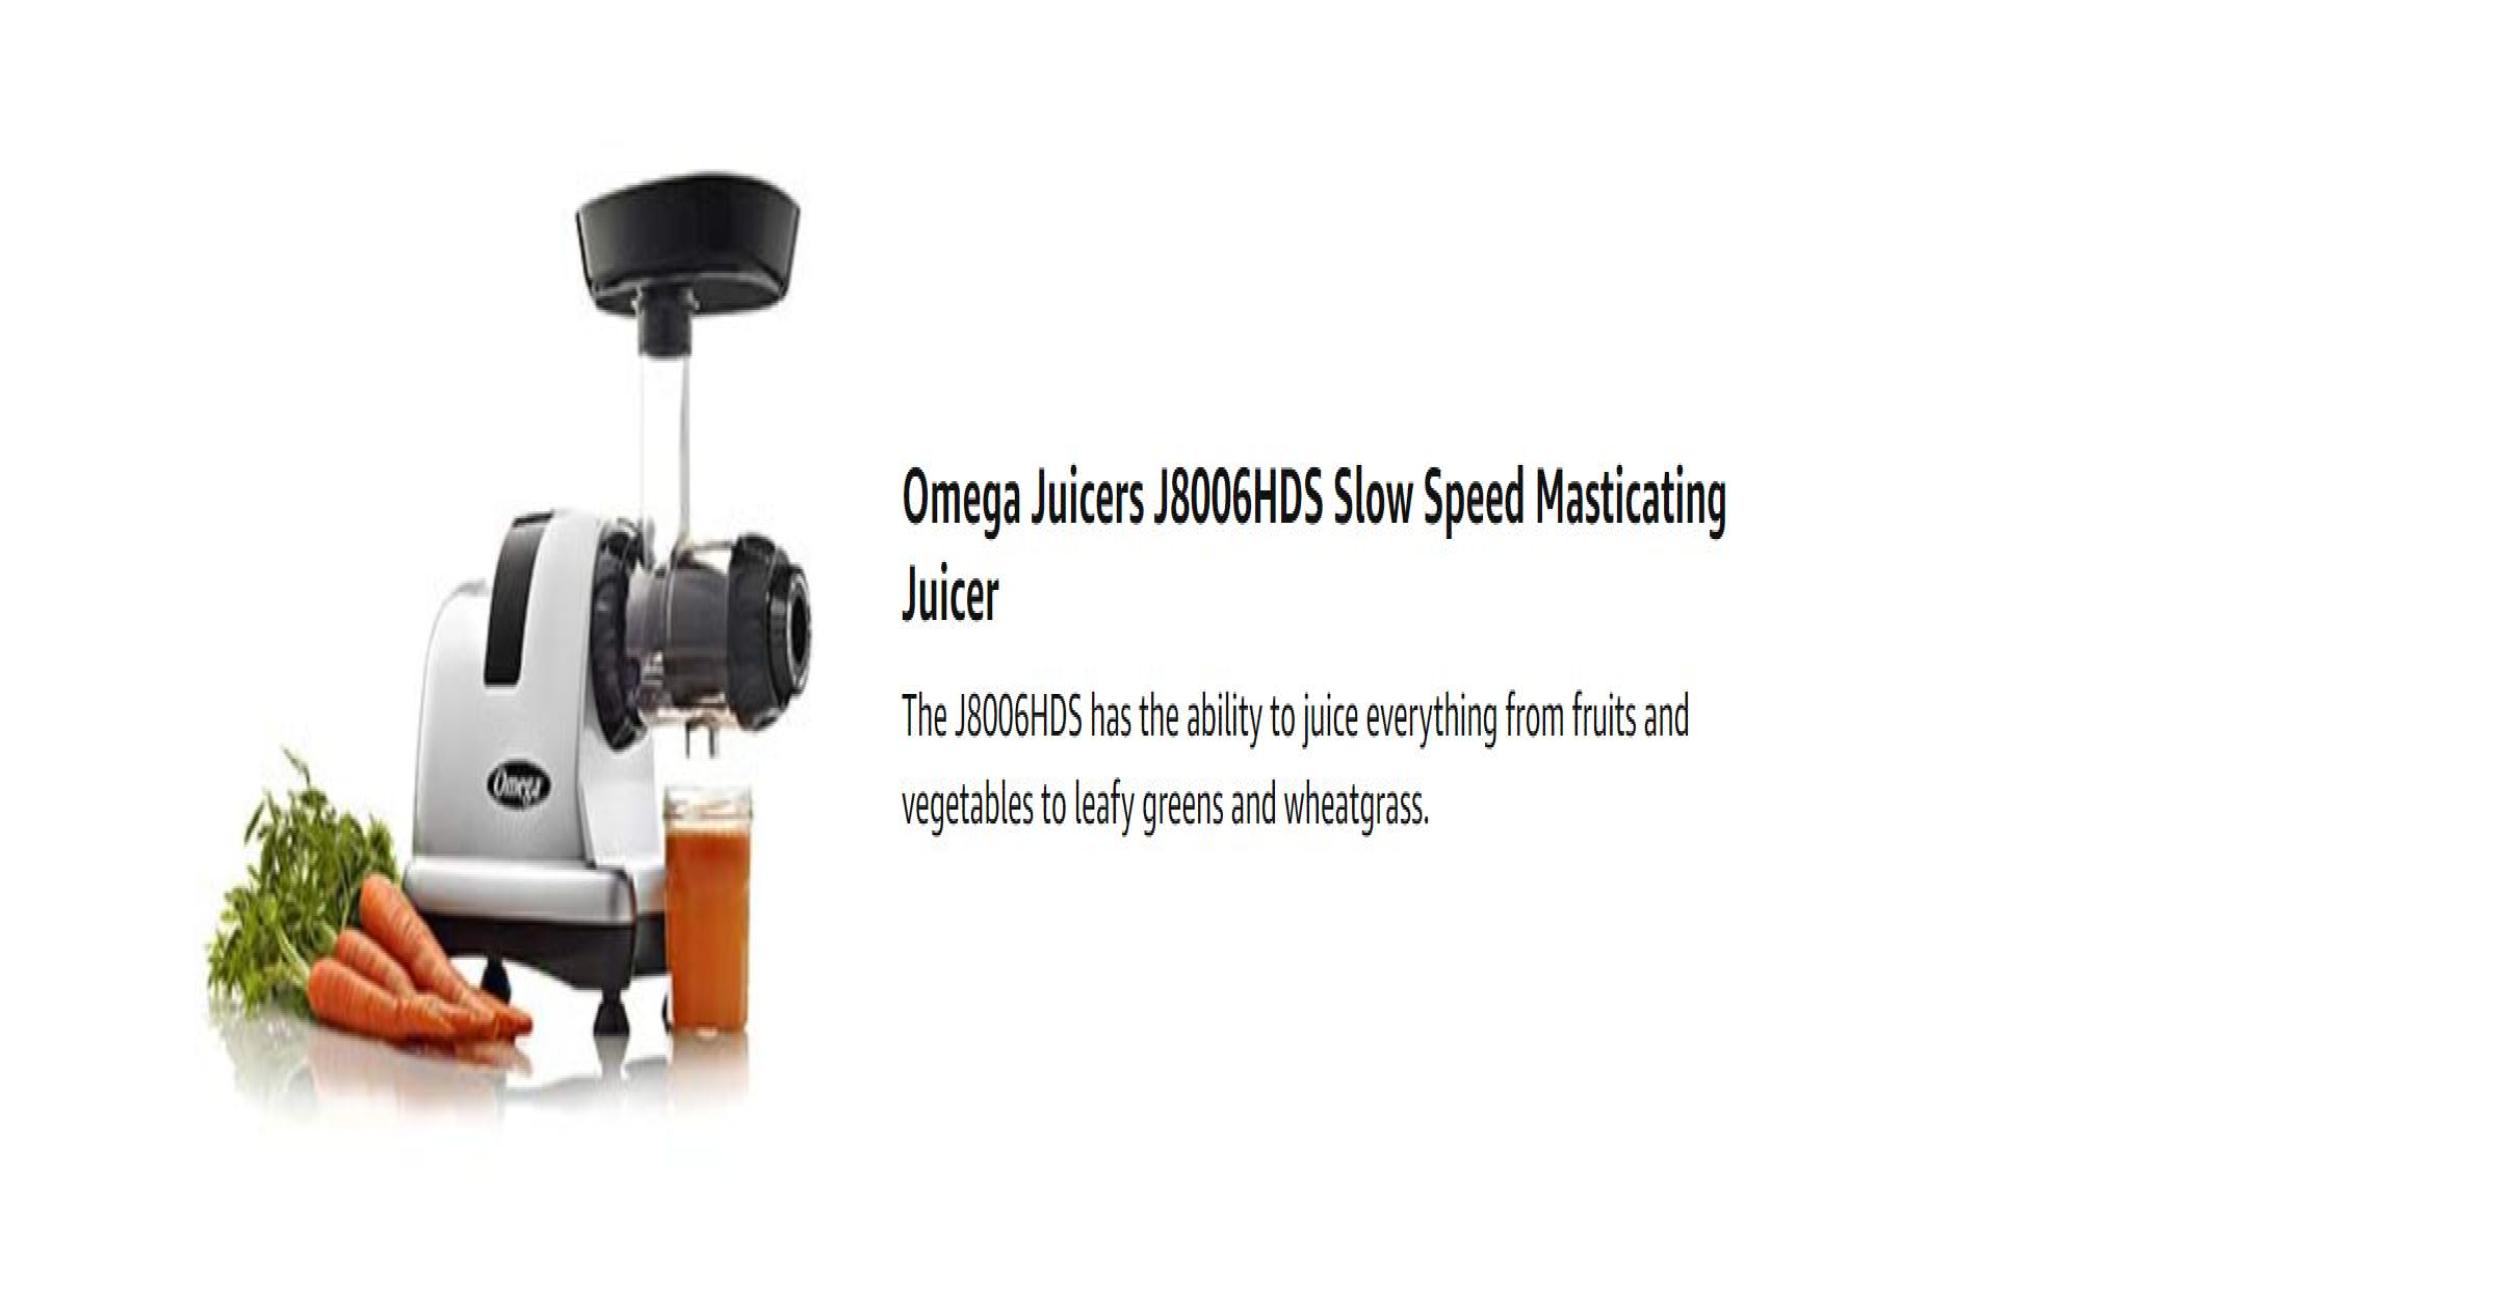 Omega
Omega Juicers J8006HDS Slow Speed Masticating
Juicer
The J8006HDS has the ability to juice everything from fruits and
vegetables to leafy greens and wheatgrass.